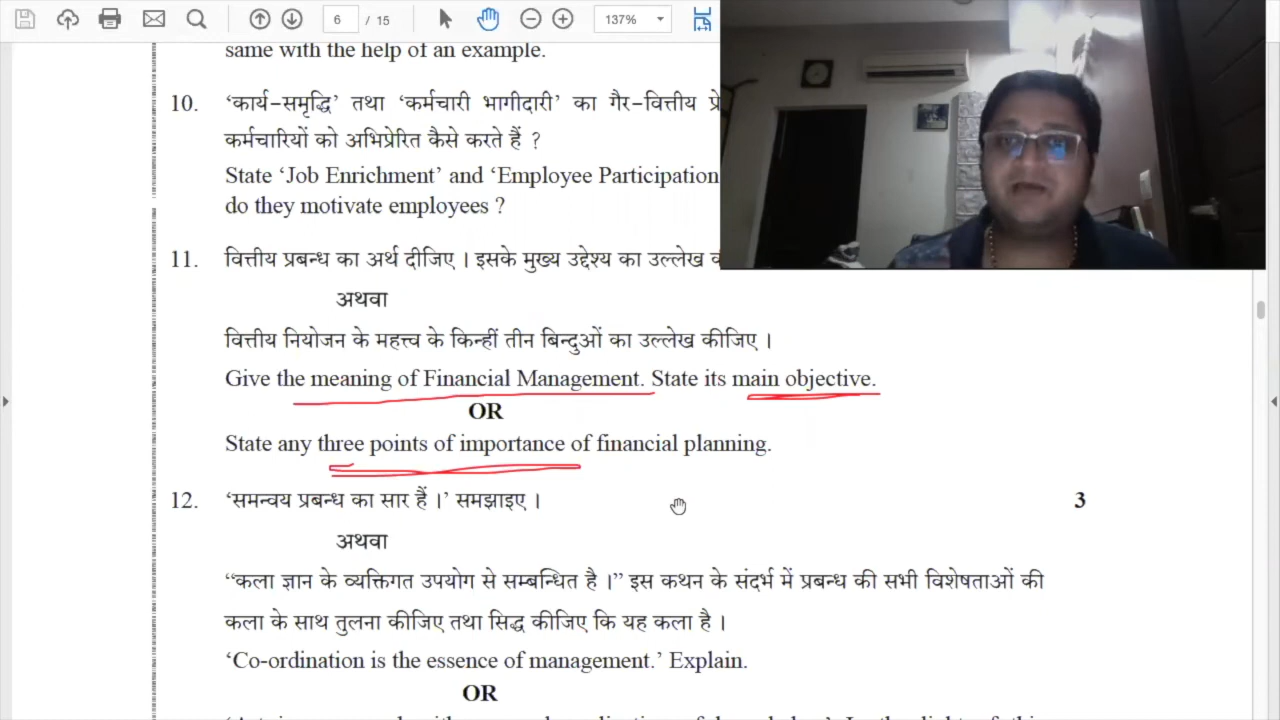 6 / 15
137%
same with the help of an example.
10. ‘कार्य-समृद्धि’ तथा ‘कर्मचारी भागीदारी’ का गैर-वित्तीय
कर्मचारियों को अभिप्रेरित कैसे करते हैं ?
State ‘Job Enrichment’ and ‘Employee Participation
do they motivate employees ?
11. वित्तीय प्रबन्ध का अर्थ दीजिए । इसके मुख्य उद्देश्य का उल्लेख
अथवा
वित्तीय नियोजन के महत्त्व के किन्हीं तीन बिन्दुओं का उल्लेख कीजिए ।
Give the meaning of Financial Management. State its main objective.
OR
State any three points of importance of financial planning.
12. ‘समन्वय प्रबन्ध का सार हैं ।’ समझाइए । 3
अथवा
“कला ज्ञान के व्यक्तिगत उपयोग से सम्बन्धित है ।” इस कथन के संदर्भ में प्रबन्ध की सभी विशेषताओं की
कला के साथ तुलना कीजिए तथा सिद्ध कीजिए कि यह कला है ।
‘Co-ordination is the essence of management.’ Explain.
OR